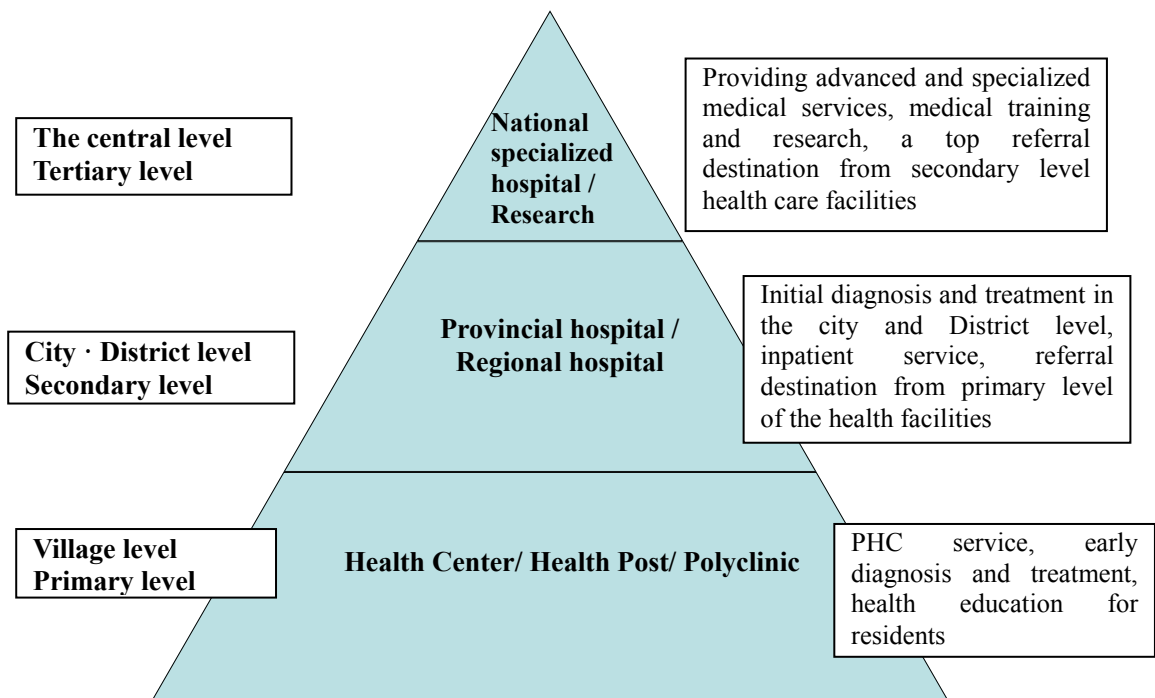 The central level
Tertiary level
National
specialized
hospital /
Research
Providing advanced and specialized
medical services, medical training
and research, a top referral
destination from secondary level
health care facilities
City · District level
Secondary level
Provincial hospital /
Regional hospital
Initial diagnosis and treatment in
the city and District level,
inpatient service, referral
destination from primary level
of the health facilities
Village level
Primary level
Health Center/ Health Post/ Polyclinic
PHC service, early
diagnosis and treatment,
health education for
residents